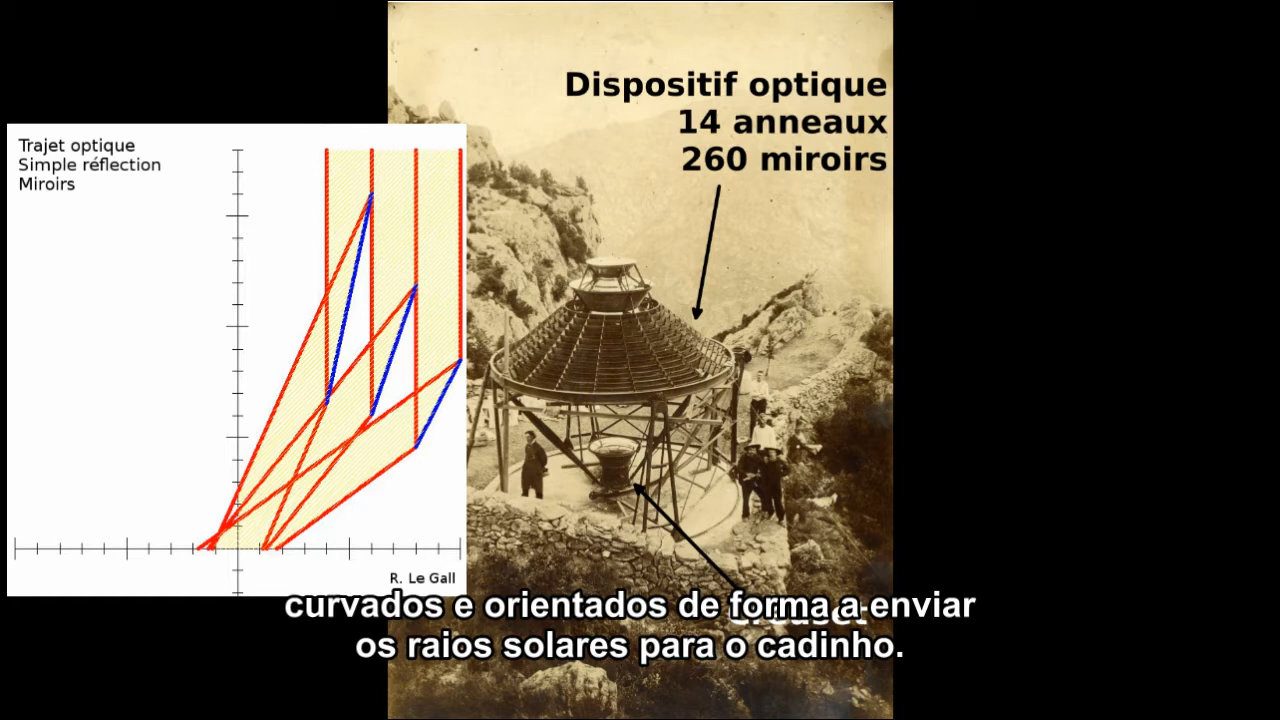 Dispositif optique
14 anneaux
260 miroirs
Trajet optique
Simple réflection
Miroirs
R. Le Gall
curvados e orientados de forma a enviar
os raios solares para o cadinho.